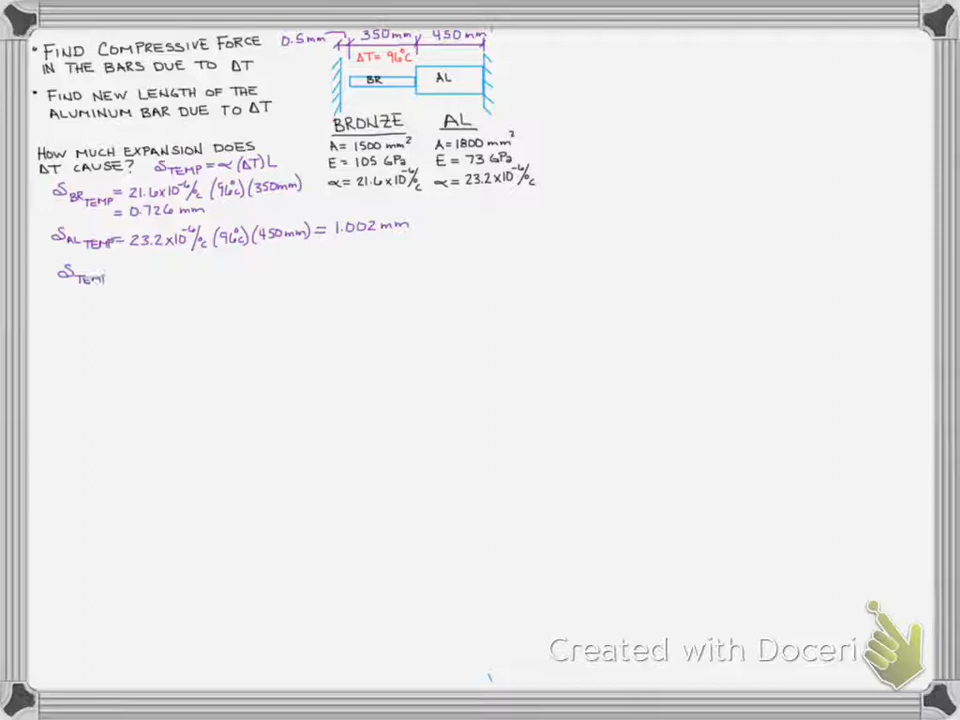 0.5mm 350mm 450mm
• FIND COMPRESSIVE FORCE
IN THE BARS DUE TO ΔT
ΔT= 96°C
BR AL
• FIND NEW LENGTH OF THE
ALUMINUM BAR DUE TO ΔT
BRONZE AL
A= 1500 mm² A= 1800 mm²
E= 105 GPa E= 73 GPa
α= 21.6x10⁻⁶/°C α= 23.2x10⁻⁶/°C
HOW MUCH EXPANSION DOES
ΔT CAUSE? δTEMP = α (ΔT) L
δBR TEMP = 21.6x10⁻⁶/°C (96°C)(350mm)
= 0.726 mm
δAL TEMP = 23.2x10⁻⁶/°C (96°C)(450mm) = 1.002 mm
δTEMP
Created with Doceri